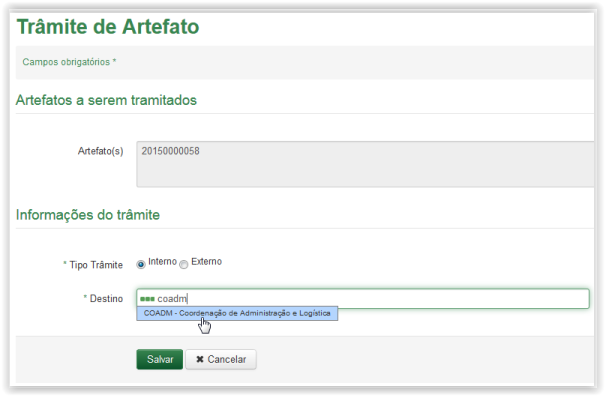 Trâmite de Artefato
Campos obrigatórios *
Artefatos a serem tramitados
Artefato(s) 20150000058
Informações do trâmite
* Tipo Trâmite Interno Externo
* Destino coadm
COADM - Coordenação de Administração e Logística
Salvar ✖ Cancelar